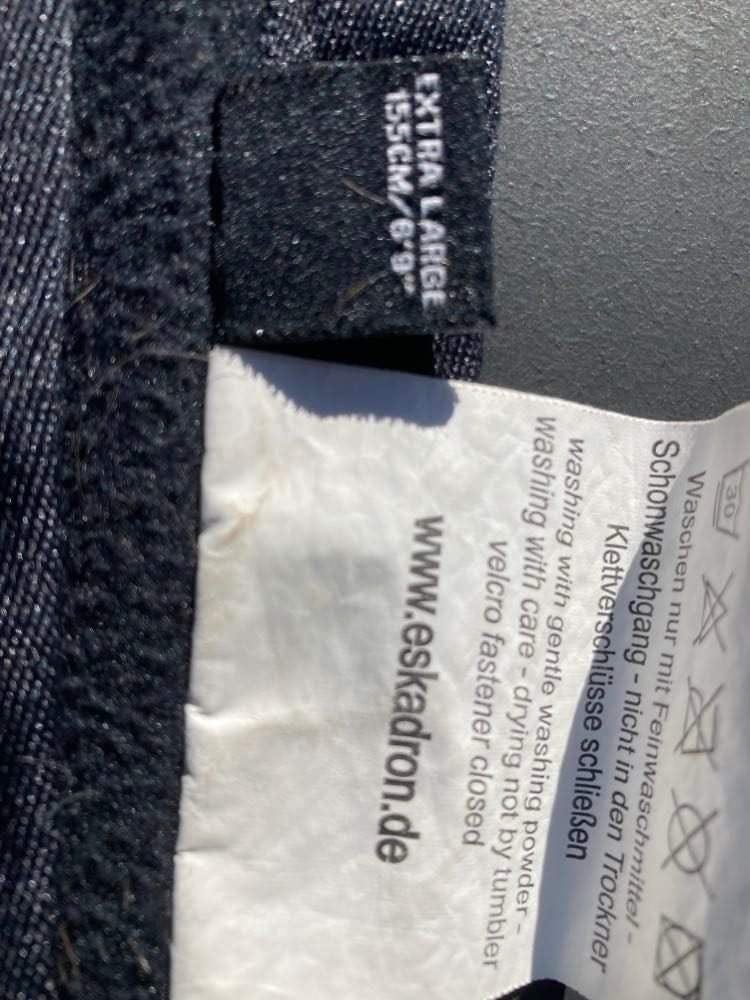 EXTRA LARGE
155CM/6'9"
30
Waschen nur mit Feinwaschmittel -
Schonwaschgang - nicht in den Trockner
Klettverschlüsse schließen
washing with gentle washing powder -
washing with care - drying not by tumbler
velcro fastener closed
www.eskadron.de